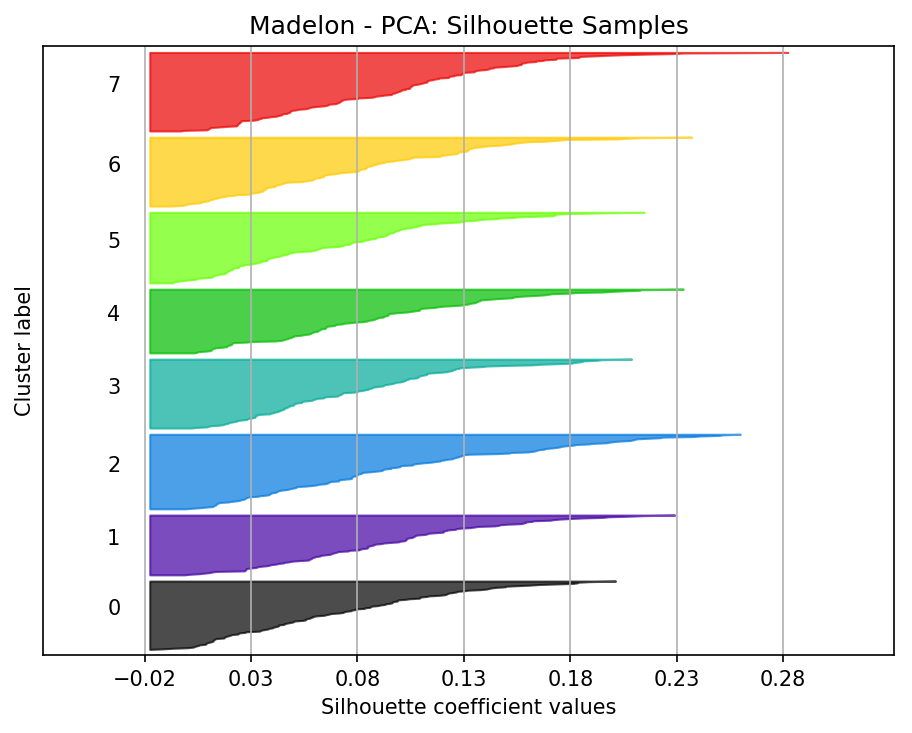 Madelon - PCA: Silhouette Samples
7
6
5
4
3
2
1
0
Cluster label
−0.02 0.03 0.08 0.13 0.18 0.23 0.28
Silhouette coefficient values